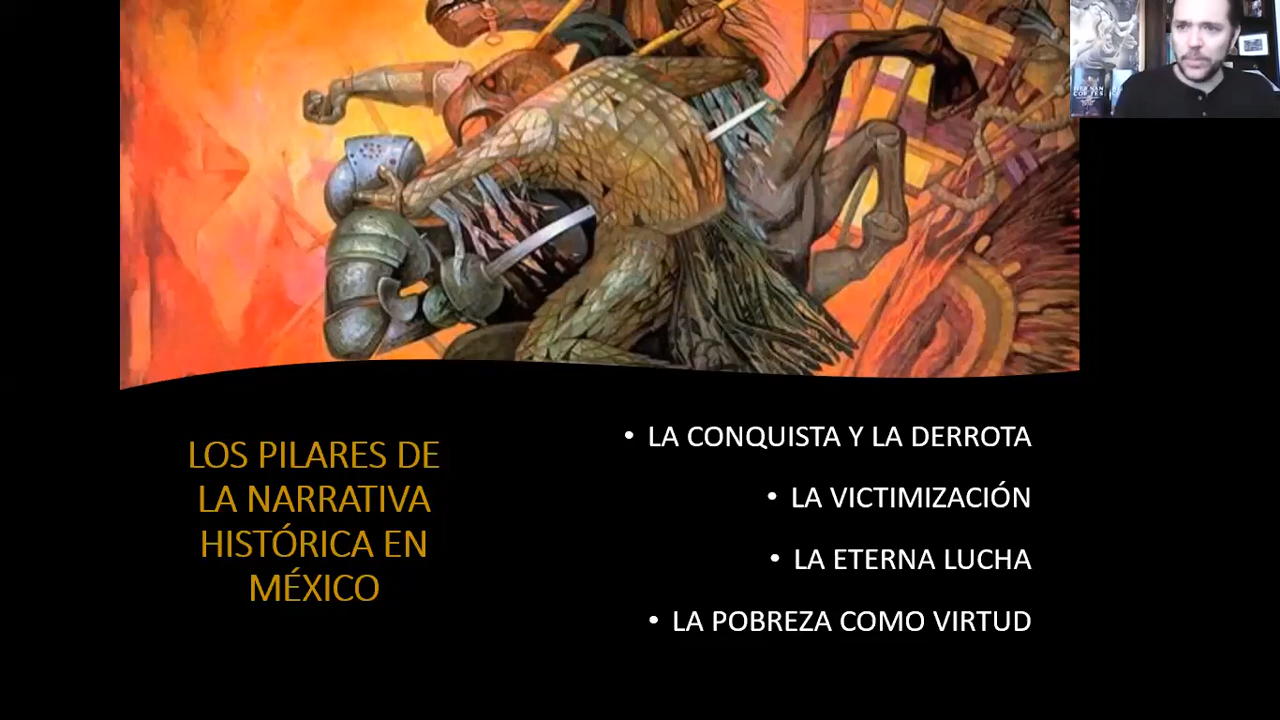 LOS PILARES DE
LA NARRATIVA
HISTÓRICA EN
MÉXICO
• LA CONQUISTA Y LA DERROTA
• LA VICTIMIZACIÓN
• LA ETERNA LUCHA
• LA POBREZA COMO VIRTUD
CORTES